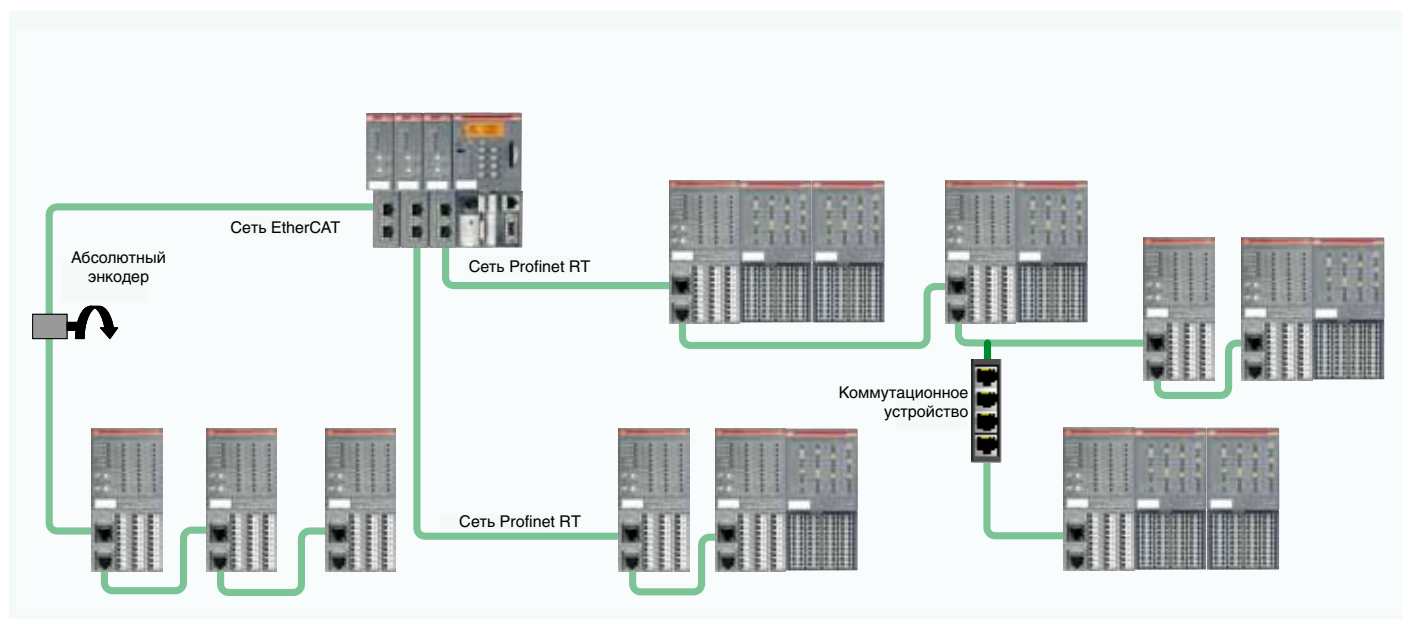 Сеть EtherCAT
Абсолютный
энкодер
Сеть Profinet RT
Коммутационное
устройство
Сеть Profinet RT